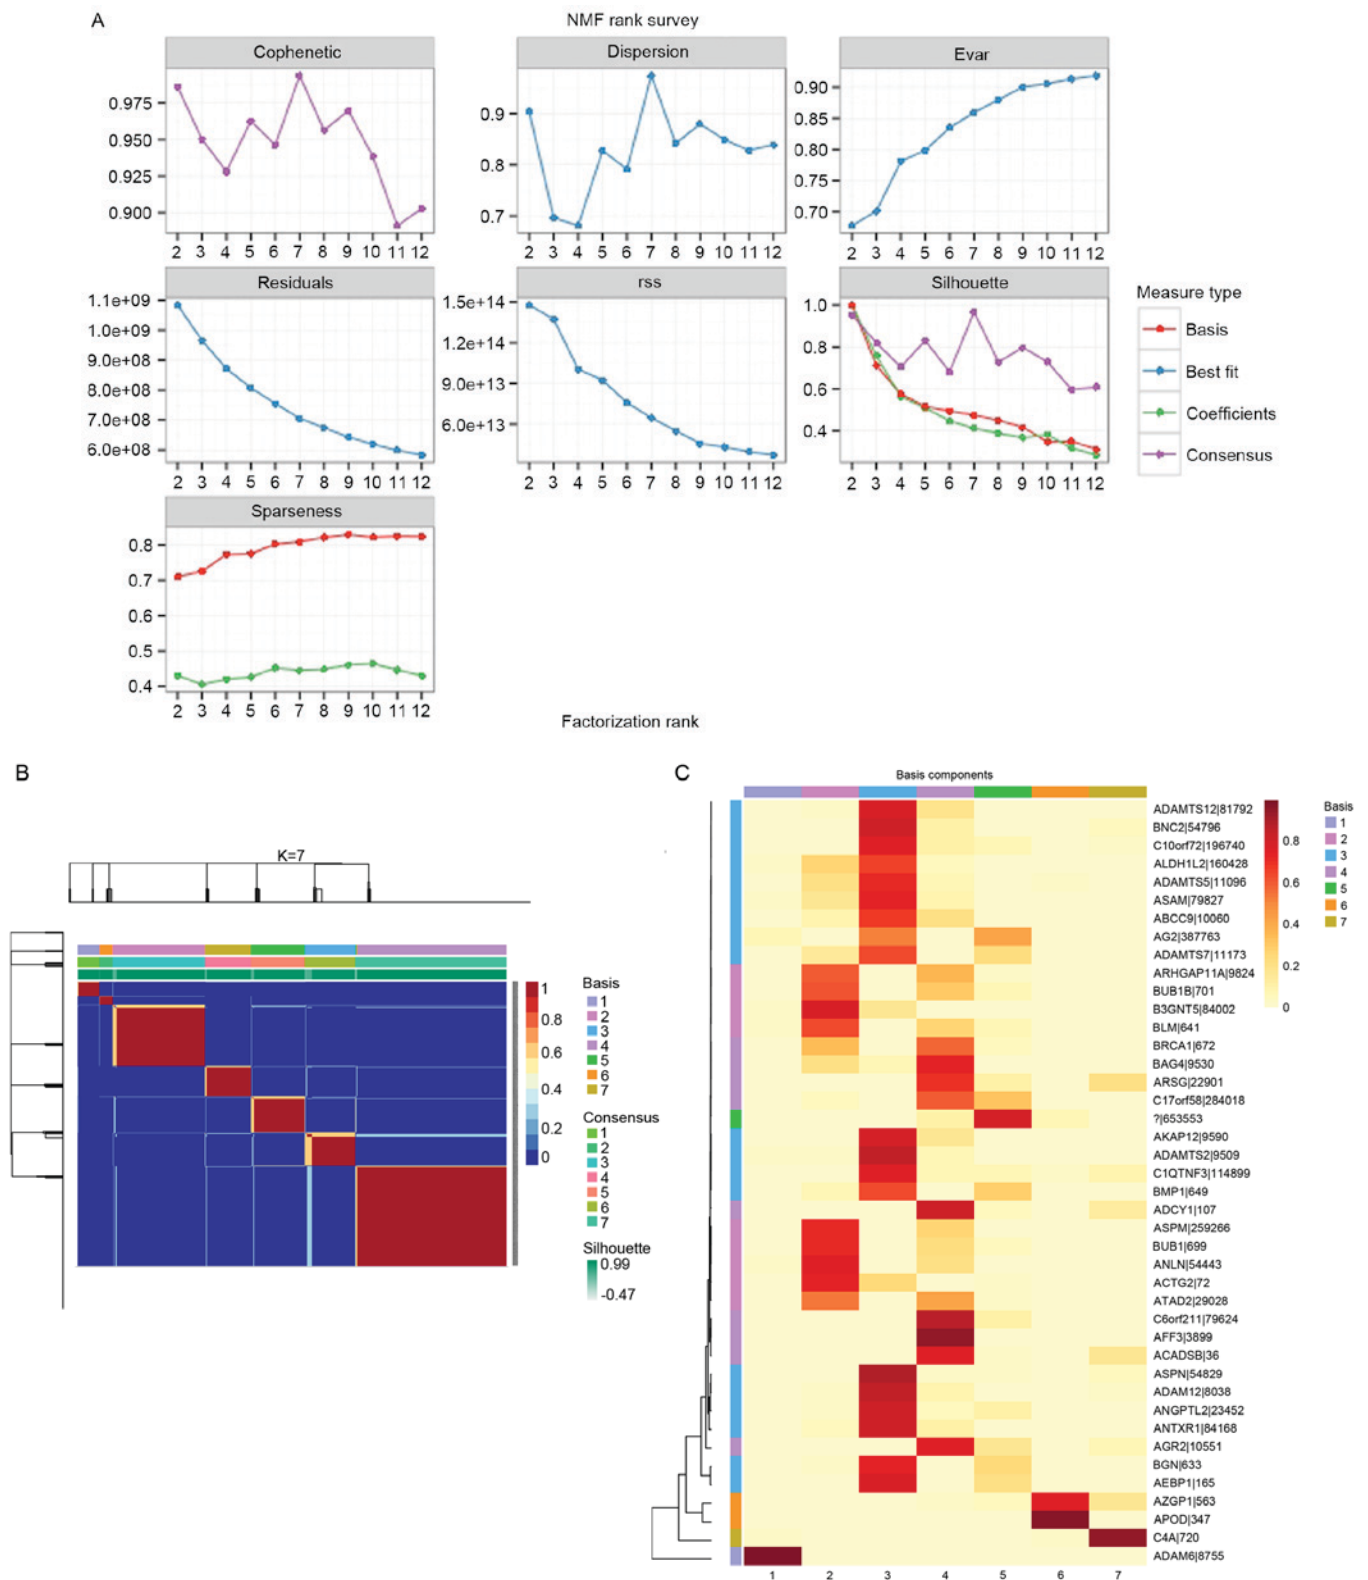 A
NMF rank survey
Cophenetic
Dispersion
Evar
0.975
0.950
0.925
0.900
0.9
0.8
0.7
0.90
0.85
0.80
0.75
0.70
2 3 4 5 6 7 8 9 10 11 12
2 3 4 5 6 7 8 9 10 11 12
2 3 4 5 6 7 8 9 10 11 12
Residuals
rss
Silhouette
1.1e+09
1.0e+09
9.0e+08
8.0e+08
7.0e+08
6.0e+08
1.5e+14
1.2e+14
9.0e+13
6.0e+13
1.0
0.8
0.6
0.4
2 3 4 5 6 7 8 9 10 11 12
2 3 4 5 6 7 8 9 10 11 12
2 3 4 5 6 7 8 9 10 11 12
Measure type
Basis
Best fit
Coefficients
Consensus
Sparseness
0.8
0.7
0.6
0.5
0.4
2 3 4 5 6 7 8 9 10 11 12
Factorization rank
B
K=7
1
0.8
0.6
0.4
0.2
0
Basis
1
2
3
4
5
6
7
Consensus
1
2
3
4
5
6
7
Silhouette
0.99
-0.47
C
Basis components
ADAMTS12|81792
BNC2|54796
C10orf72|196740
ALDH1L2|160428
ADAMTS5|11096
ASAM|79827
ABCC9|10060
AG2|387763
ADAMTS7|11173
ARHGAP11A|9824
BUB1B|701
B3GNT5|84002
BLM|641
BRCA1|672
BAG4|9530
ARSG|22901
C17orf58|284018
?|653553
AKAP12|9590
ADAMTS2|9509
C1QTNF3|114899
BMP1|649
ADCY1|107
ASPM|259266
BUB1|699
ANLN|54443
ACTG2|72
ATAD2|29028
C6orf211|79624
AFF3|3899
ACADSB|36
ASPN|54829
ADAM12|8038
ANGPTL2|23452
ANTXR1|84168
AGR2|10551
BGN|633
AEBP1|165
AZGP1|563
APOD|347
C4A|720
ADAM6|8755
1 2 3 4 5 6 7
0.8
0.6
0.4
0.2
0
Basis
1
2
3
4
5
6
7